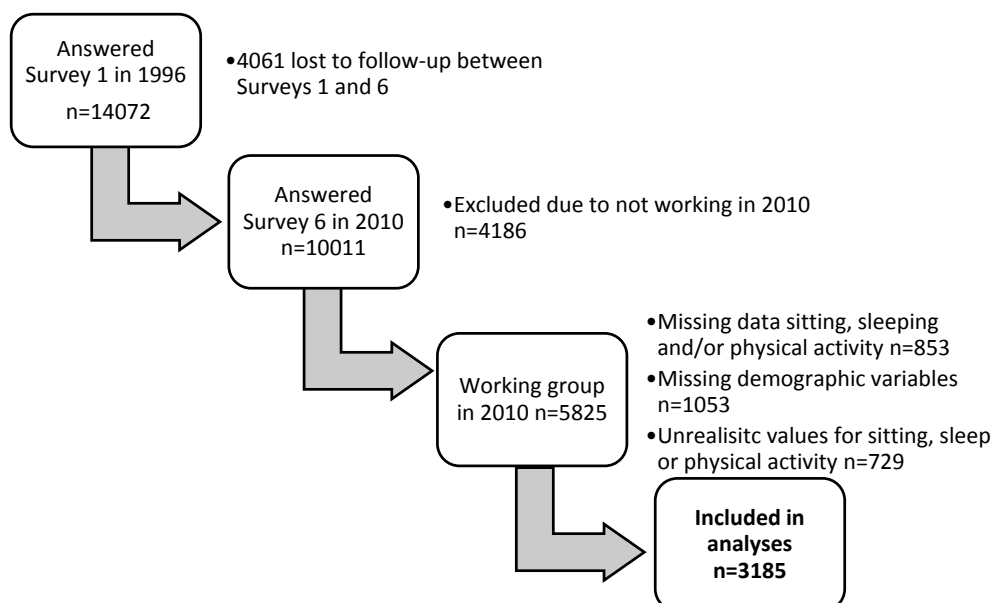 Answered
Survey 1 in 1996
n=14072
•4061 lost to follow-up between
Surveys 1 and 6
Answered
Survey 6 in 2010
n=10011
•Excluded due to not working in 2010
n=4186
Working group
in 2010 n=5825
•Missing data sitting, sleeping
and/or physical activity n=853
•Missing demographic variables
n=1053
•Unrealisitc values for sitting, sleep
or physical activity n=729
Included in
analyses
n=3185